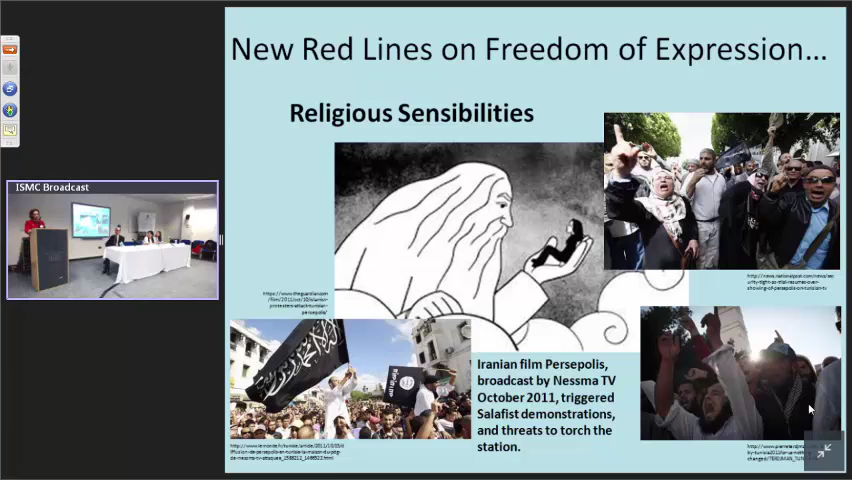 New Red Lines on Freedom of Expression...
Religious Sensibilities
ISMC Broadcast
Iranian film Persepolis,
broadcast by Nessma TV
October 2011, triggered
Salafist demonstrations,
and threats to torch the
station.